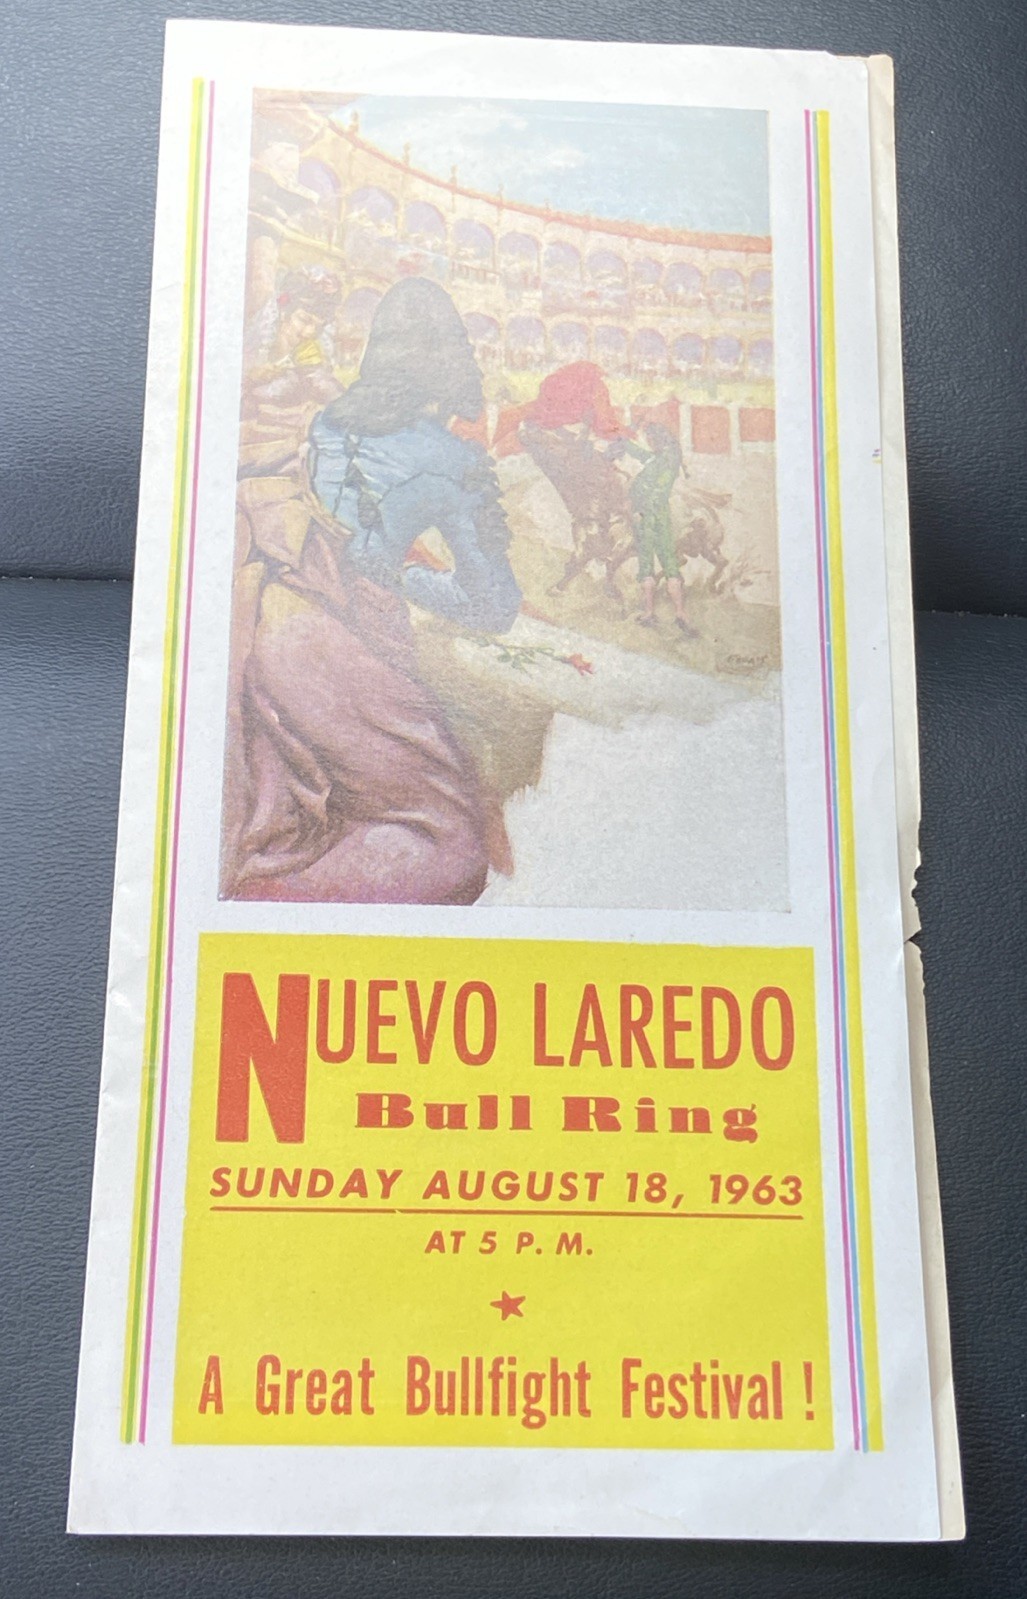 NUEVO LAREDO
Bull Ring
SUNDAY AUGUST 18, 1963
AT 5 P. M.
A Great Bullfight Festival !